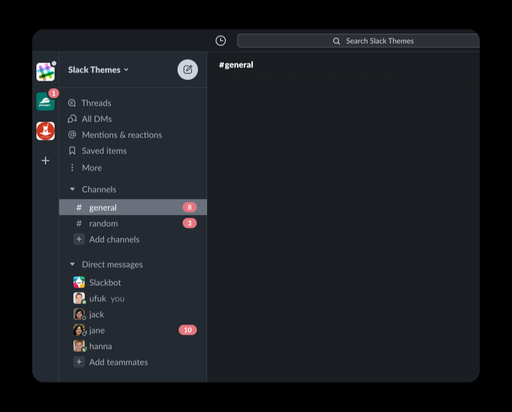 Search Slack Themes
Slack Themes
#general
1
Threads
All DMs
Mentions & reactions
Saved items
More
Channels
# general 8
# random 3
+ Add channels
Direct messages
Slackbot
ufuk you
jack
jane 10
hanna
+ Add teammates